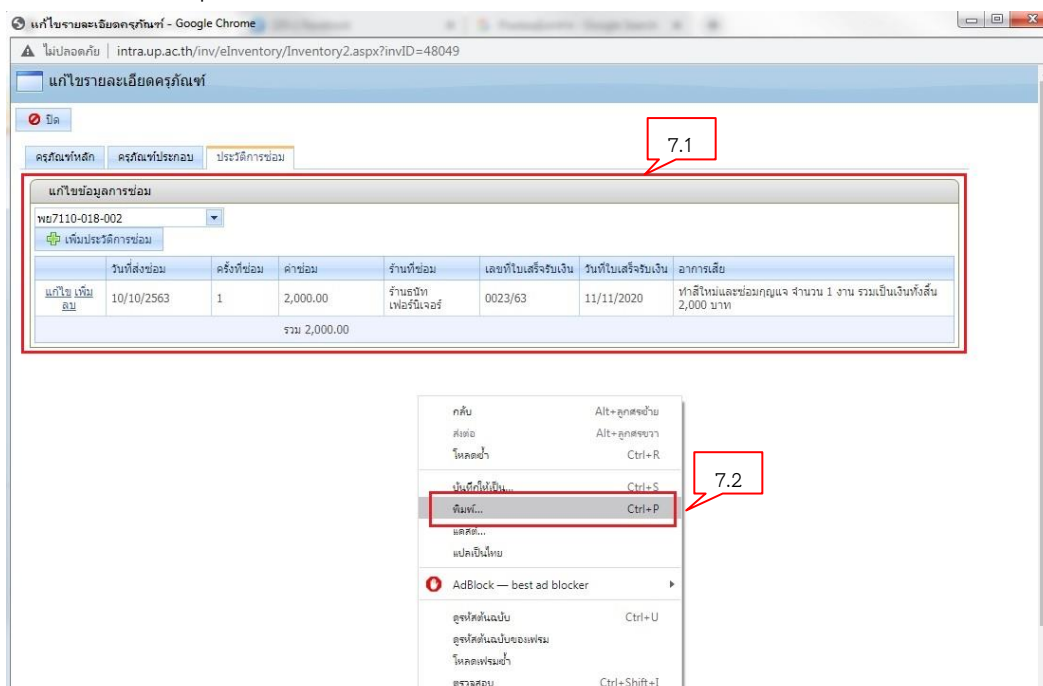 แก้ไขรายละเอียดครุภัณฑ์ - Google Chrome
ไม่ปลอดภัย | intra.up.ac.th/inv/eInventory/Inventory2.aspx?invID=48049
แก้ไขรายละเอียดครุภัณฑ์
ปิด
7.1
ครุภัณฑ์หลัก ครุภัณฑ์ประกอบ ประวัติการซ่อม
แก้ไขข้อมูลการซ่อม
พย7110-018-002
เพิ่มประวัติการซ่อม
วันที่ส่งซ่อม ครั้งที่ซ่อม ค่าซ่อม ร้านที่ซ่อม เลขที่ใบเสร็จรับเงิน วันที่ใบเสร็จรับเงิน อาการเสีย
แก้ไข เพิ่ม
ลบ
10/10/2563 1 2,000.00
ร้านธนัท
เฟอร์นิเจอร์
0023/63 11/11/2020
ทำสีใหม่และซ่อมกุญแจ จำนวน 1 งาน รวมเป็นเงินทั้งสิ้น
2,000 บาท
รวม 2,000.00
กลับ Alt+ลูกศรซ้าย
ส่งต่อ Alt+ลูกศรขวา
โหลดซ้ำ Ctrl+R
บันทึกให้เป็น... Ctrl+S
7.2
พิมพ์... Ctrl+P
แคสต์...
แปลเป็นไทย
AdBlock — best ad blocker
ดูรหัสต้นฉบับ Ctrl+U
ดูรหัสต้นฉบับของเฟรม
โหลดเฟรมซ้ำ
ตรวจสอบ Ctrl+Shift+I